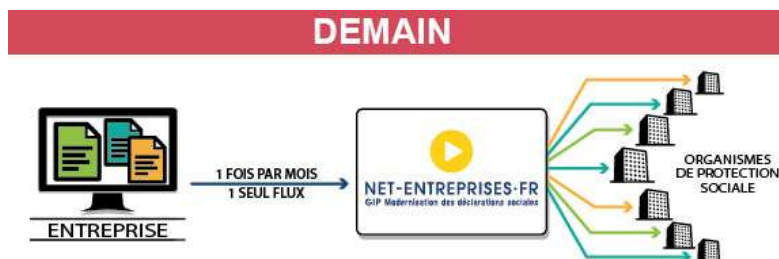 DEMAIN
ENTREPRISE
1 FOIS PAR MOIS
1 SEUL FLUX
NET-ENTREPRISES·FR
GIP Modernisation des déclarations sociales
ORGANISMES
DE PROTECTION
SOCIALE